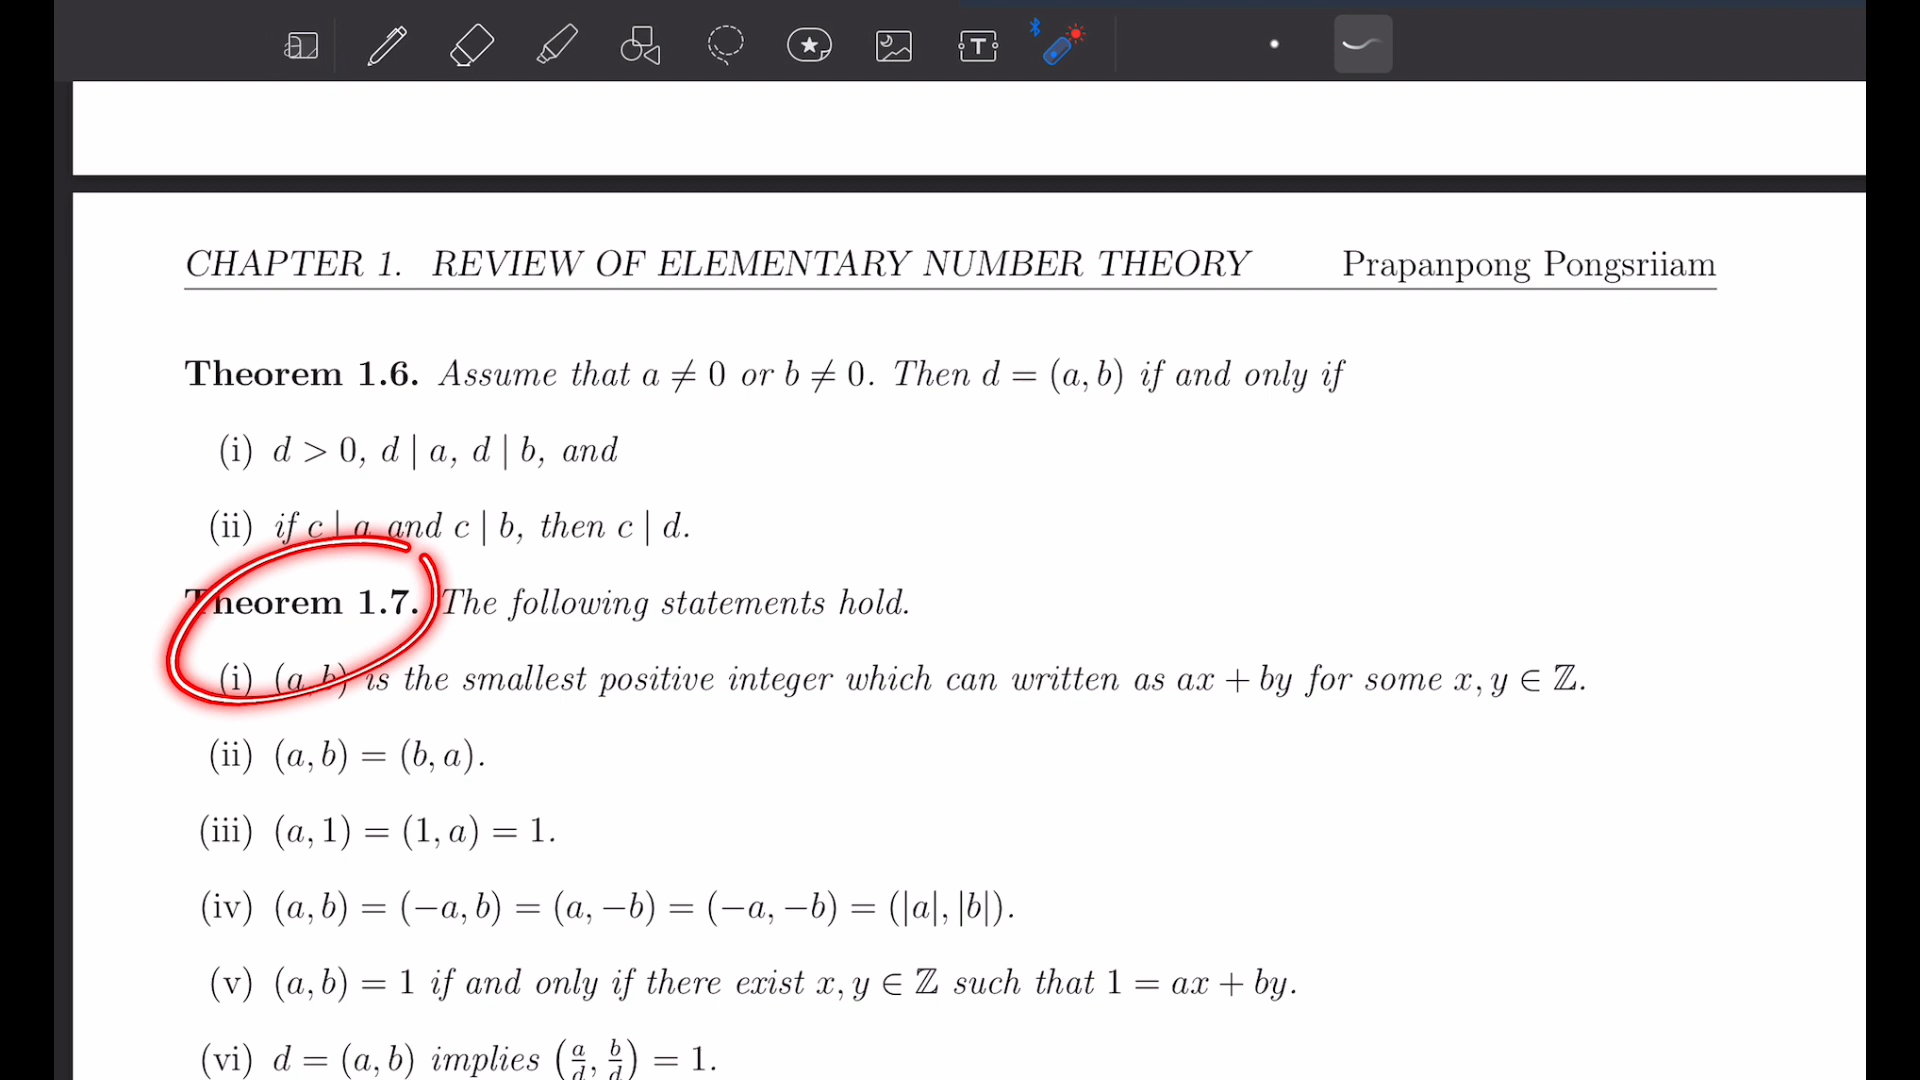 CHAPTER 1. REVIEW OF ELEMENTARY NUMBER THEORY Prapanpong Pongsriiam
Theorem 1.6. Assume that a ≠ 0 or b ≠ 0. Then d = (a, b) if and only if
(i) d > 0, d | a, d | b, and
(ii) if c | a and c | b, then c | d.
Theorem 1.7. The following statements hold.
(i) (a, b) is the smallest positive integer which can written as ax + by for some x, y ∈ ℤ.
(ii) (a, b) = (b, a).
(iii) (a, 1) = (1, a) = 1.
(iv) (a, b) = (−a, b) = (a, −b) = (−a, −b) = (|a|, |b|).
(v) (a, b) = 1 if and only if there exist x, y ∈ ℤ such that 1 = ax + by.
(vi) d = (a, b) implies (a/d, b/d) = 1.